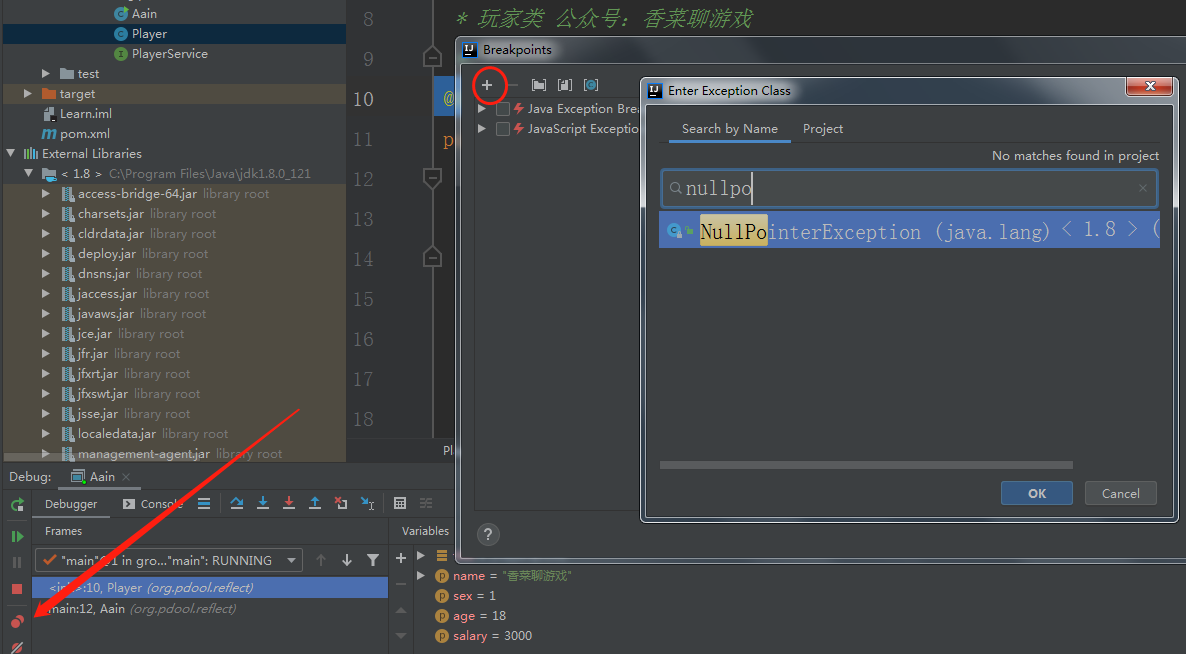 Aain
Player
PlayerService
test
target
Learn.iml
pom.xml
External Libraries
< 1.8 > C:\Program Files\Java\jdk1.8.0_121
access-bridge-64.jar library root
charsets.jar library root
cldrdata.jar library root
deploy.jar library root
dnsns.jar library root
jaccess.jar library root
javaws.jar library root
jce.jar library root
jfr.jar library root
jfxrt.jar library root
jfxswt.jar library root
jsse.jar library root
localedata.jar library root
management-agent.jar library root
8
9
10
11
12
13
14
15
16
17
18
* 玩家类 公众号：香菜聊游戏
@
p
Pl
Breakpoints
Java Exception Brea
JavaScript Exceptio
?
Enter Exception Class
Search by Name Project
No matches found in project
nullpo
NullPointerException (java.lang) < 1.8 > (
OK Cancel
Debug: Aain
Debugger Console
Frames Variables
"main"@1 in gro..."main": RUNNING
:10, Player (org.pdool.reflect)
main:12, Aain (org.pdool.reflect)
name = "香菜聊游戏"
sex = 1
age = 18
salary = 3000